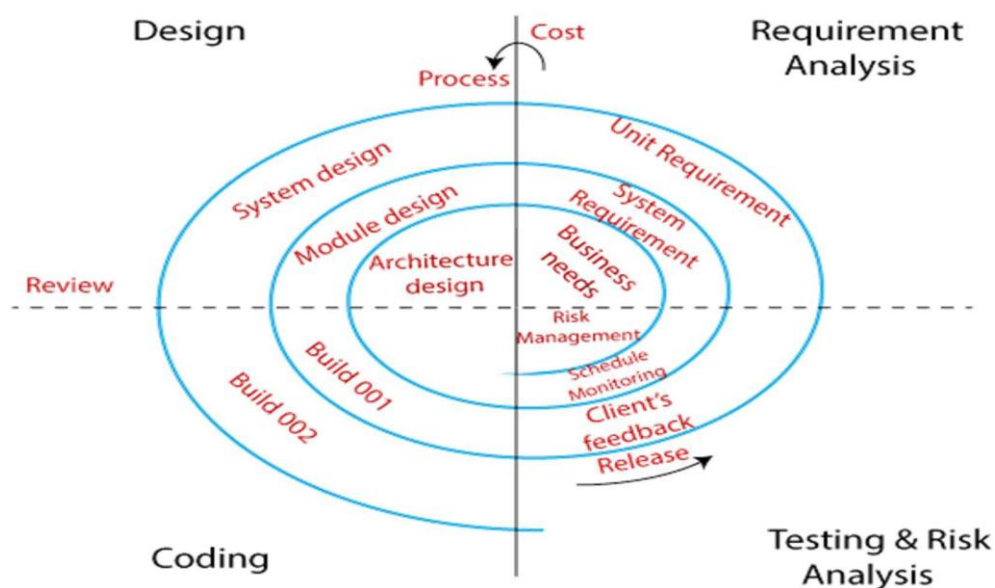 Design
Cost
Requirement
Analysis
Process
Unit Requirement
System design
System
Requirement
Module design
Business
needs
Architecture
design
Review
Risk
Management
Schedule
Monitoring
Build 001
Build 002
Client's
feedback
Release
Coding
Testing & Risk
Analysis